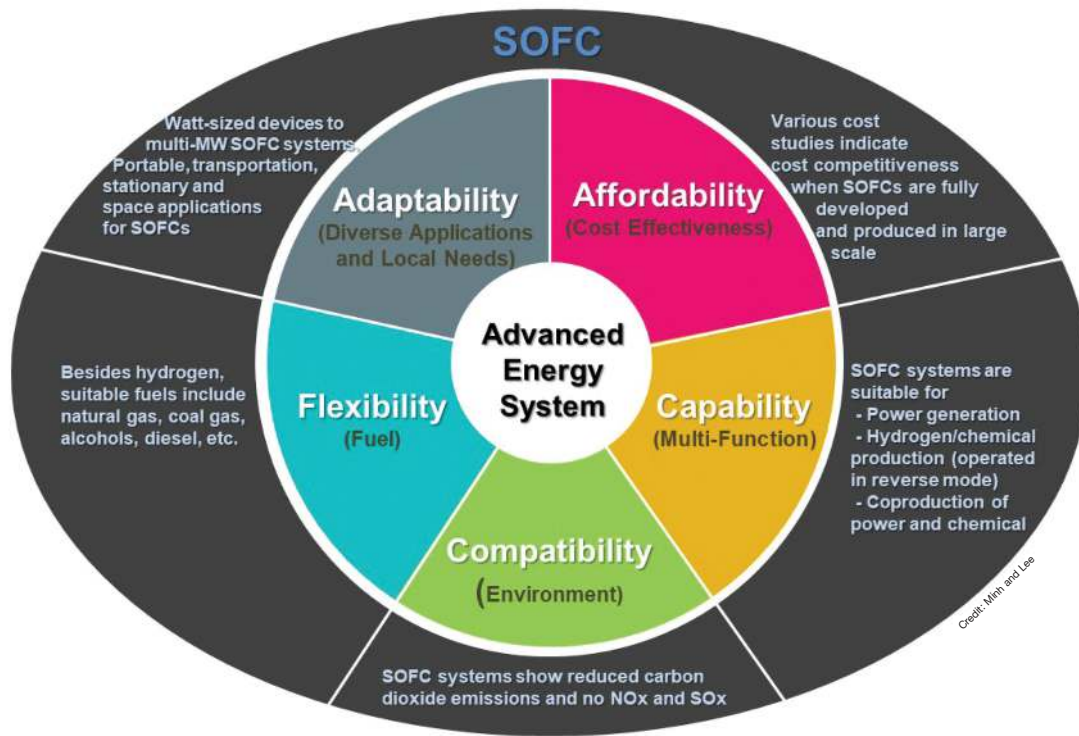 SOFC
Watt-sized devices to
multi-MW SOFC systems.
Portable, transportation,
stationary and
space applications
for SOFCs
Various cost
studies indicate
cost competitiveness
when SOFCs are fully
developed
and produced in large
scale
Adaptability
(Diverse Applications
and Local Needs)
Affordability
(Cost Effectiveness)
Advanced
Energy
System
Besides hydrogen,
suitable fuels include
natural gas, coal gas,
alcohols, diesel, etc.
Flexibility
(Fuel)
Capability
(Multi-Function)
SOFC systems are
suitable for
- Power generation
- Hydrogen/chemical
production (operated
in reverse mode)
- Coproduction of
power and chemical
Compatibility
(Environment)
SOFC systems show reduced carbon
dioxide emissions and no NOx and SOx
Credit: Minh and Lee